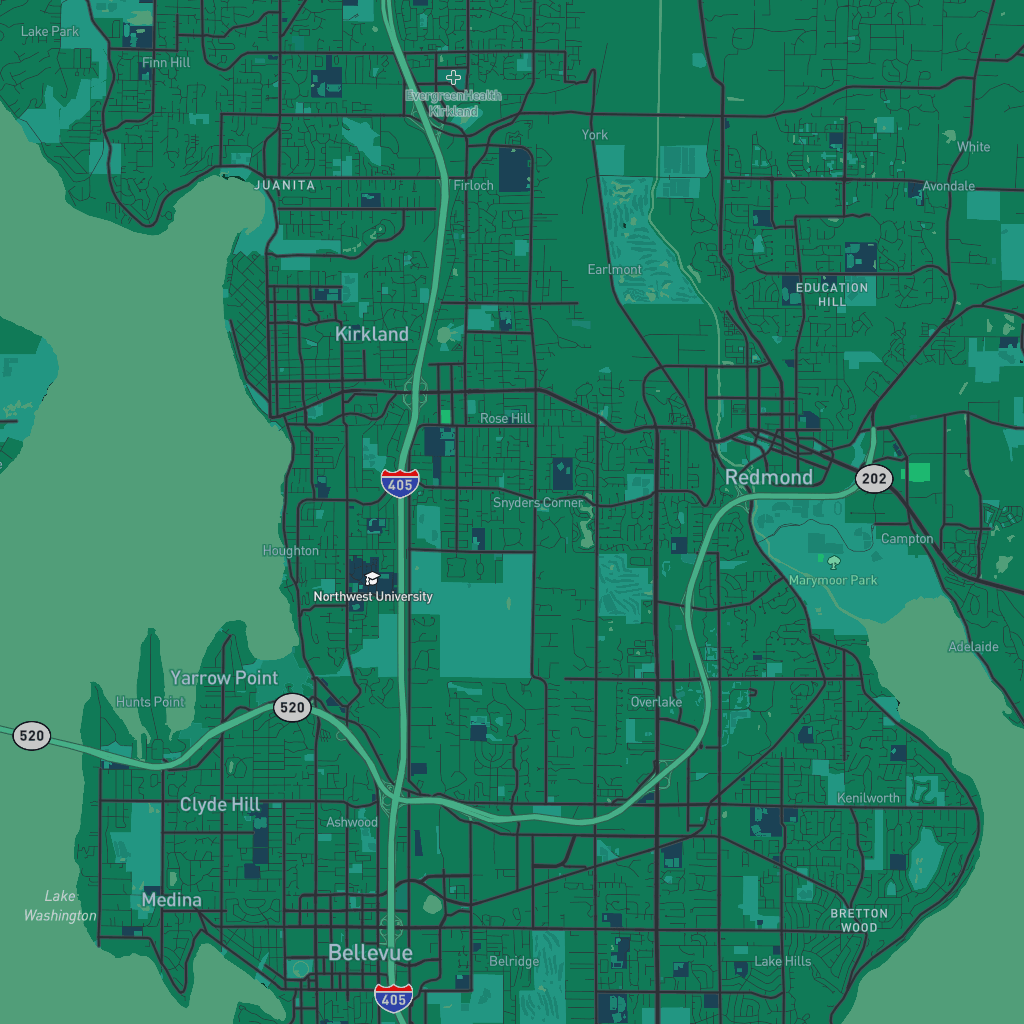 Lake Park
Finn Hill
EvergreenHealth
Kirkland
York
White
JUANITA
Firloch
Avondale
Earlmont
EDUCATION
HILL
Kirkland
Rose Hill
Redmond
202
405
Snyders Corner
Campton
Houghton
Marymoor Park
Northwest University
Adelaide
Yarrow Point
Hunts Point
Overlake
520
520
Clyde Hill
Kenilworth
Ashwood
Lake
Washington
Medina
BRETTON
WOOD
Bellevue
Belridge
Lake Hills
405